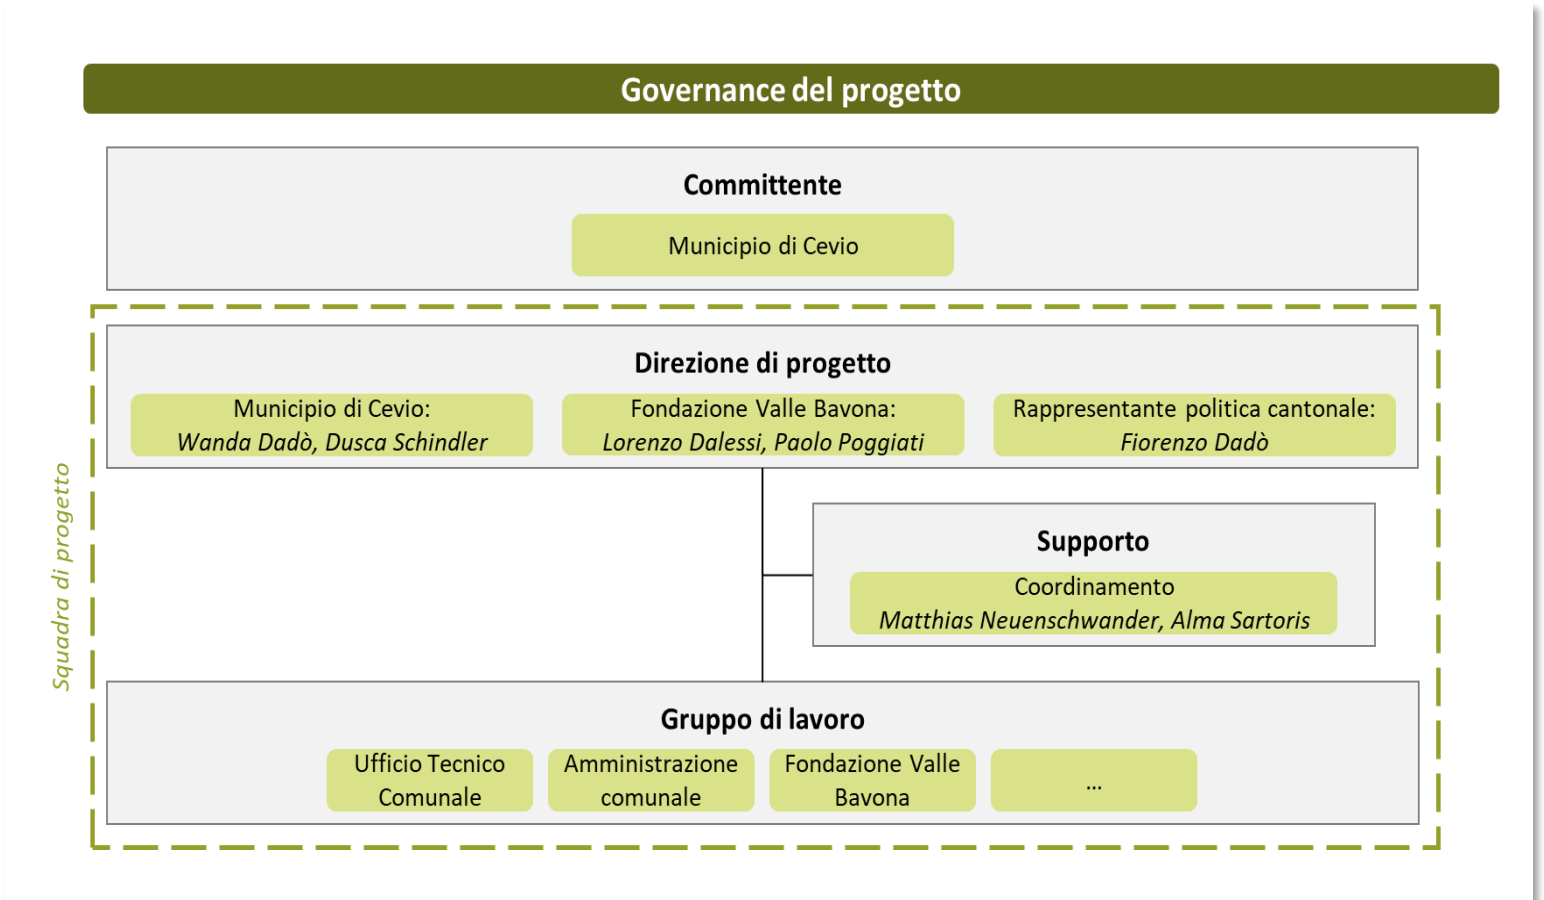 Governance del progetto
Committente
Municipio di Cevio
Squadra di progetto
Direzione di progetto
Municipio di Cevio:
Wanda Dadò, Dusca Schindler
Fondazione Valle Bavona:
Lorenzo Dalessi, Paolo Poggiati
Rappresentante politica cantonale:
Fiorenzo Dadò
Supporto
Coordinamento
Matthias Neuenschwander, Alma Sartoris
Gruppo di lavoro
Ufficio Tecnico
Comunale
Amministrazione
comunale
Fondazione Valle
Bavona
...